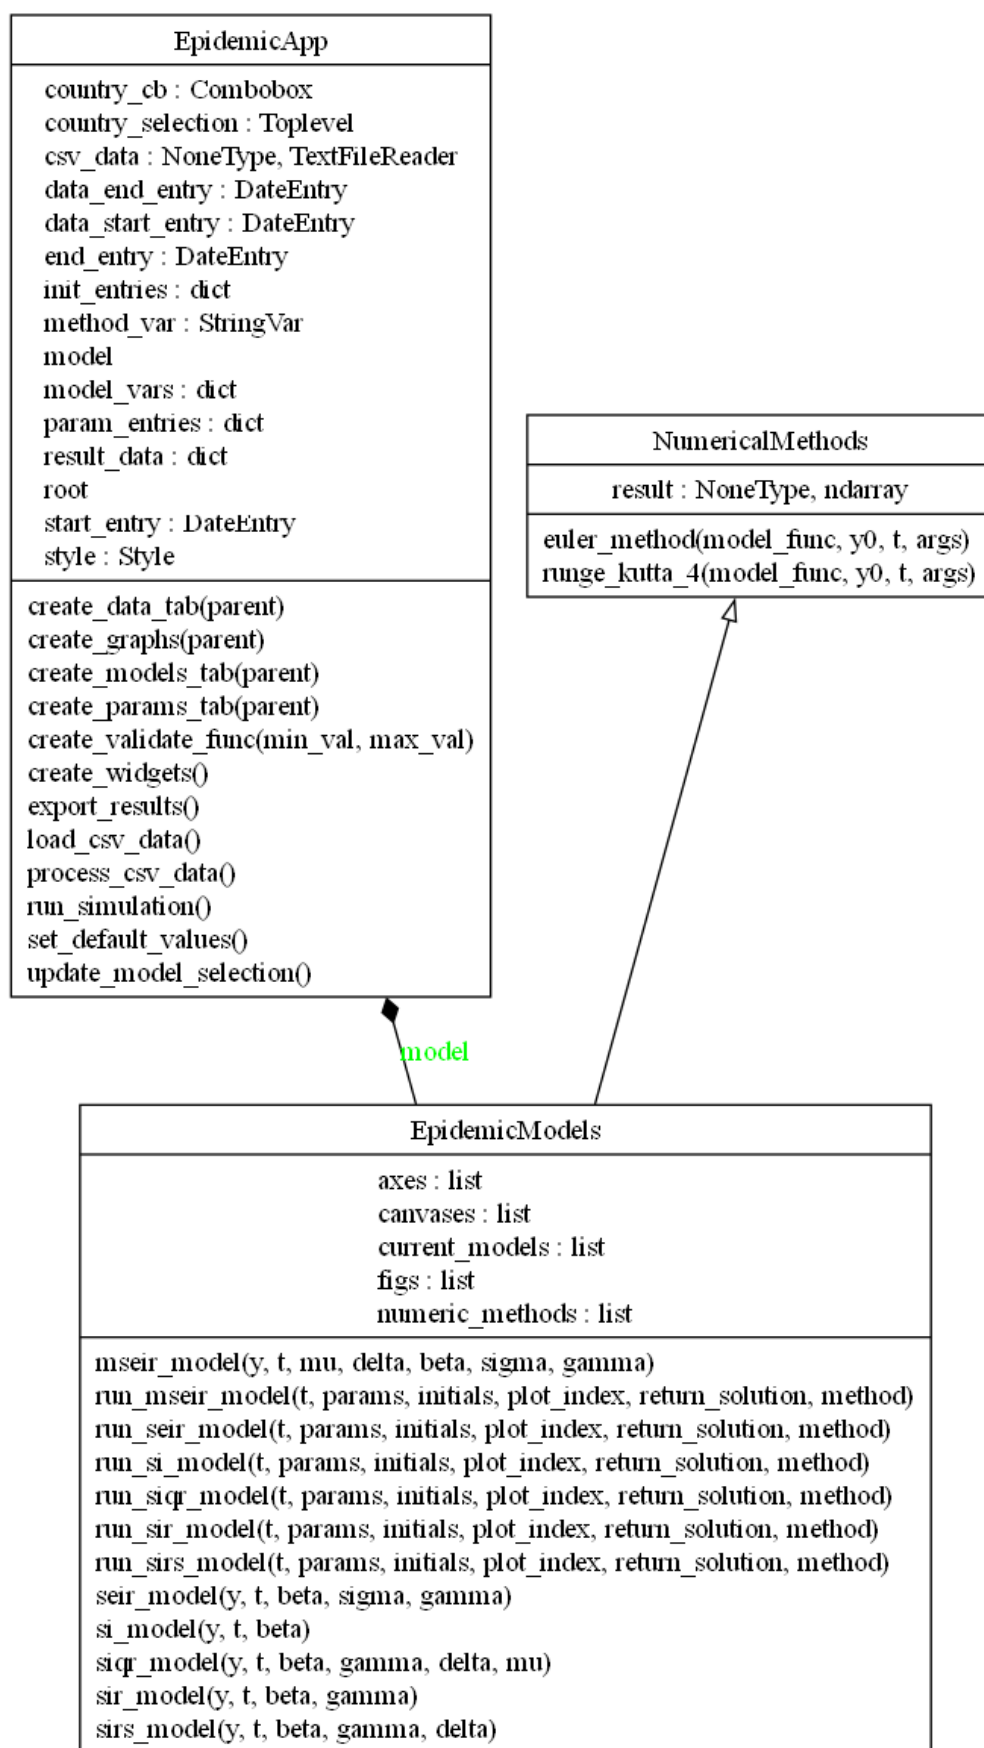 EpidemicApp
country_cb : Combobox
country_selection : Toplevel
csv_data : NoneType, TextFileReader
data_end_entry : DateEntry
data_start_entry : DateEntry
end_entry : DateEntry
init_entries : dict
method_var : StringVar
model
model_vars : dict
param_entries : dict
result_data : dict
root
start_entry : DateEntry
style : Style
create_data_tab(parent)
create_graphs(parent)
create_models_tab(parent)
create_params_tab(parent)
create_validate_func(min_val, max_val)
create_widgets()
export_results()
load_csv_data()
process_csv_data()
run_simulation()
set_default_values()
update_model_selection()
NumericalMethods
result : NoneType, ndarray
euler_method(model_func, y0, t, args)
runge_kutta_4(model_func, y0, t, args)
model
EpidemicModels
axes : list
canvases : list
current_models : list
figs : list
numeric_methods : list
mseir_model(y, t, mu, delta, beta, sigma, gamma)
run_mseir_model(t, params, initials, plot_index, return_solution, method)
run_seir_model(t, params, initials, plot_index, return_solution, method)
run_si_model(t, params, initials, plot_index, return_solution, method)
run_siqr_model(t, params, initials, plot_index, return_solution, method)
run_sir_model(t, params, initials, plot_index, return_solution, method)
run_sirs_model(t, params, initials, plot_index, return_solution, method)
seir_model(y, t, beta, sigma, gamma)
si_model(y, t, beta)
siqr_model(y, t, beta, gamma, delta, mu)
sir_model(y, t, beta, gamma)
sirs_model(y, t, beta, gamma, delta)